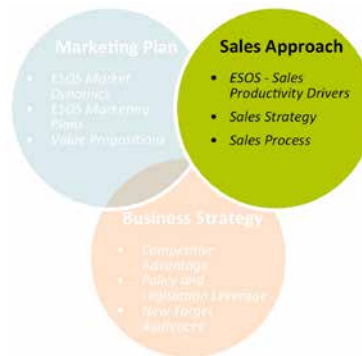 Marketing Plan
• ESOS Market
Dynamics
• ESOS Marketing
Plans
• Value Propositions
Sales Approach
• ESOS - Sales
Productivity Drivers
• Sales Strategy
• Sales Process
Business Strategy
• Competitive
Advantage
• Policy and
Legislation Leverage
• New Target
Audiences